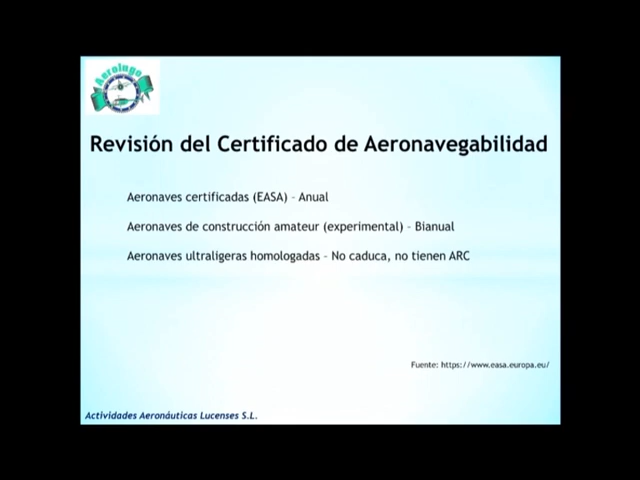 Aerolugo
Revisión del Certificado de Aeronavegabilidad
Aeronaves certificadas (EASA) – Anual
Aeronaves de construcción amateur (experimental) – Bianual
Aeronaves ultraligeras homologadas – No caduca, no tienen ARC
Fuente: https://www.easa.europa.eu/
Actividades Aeronáuticas Lucenses S.L.